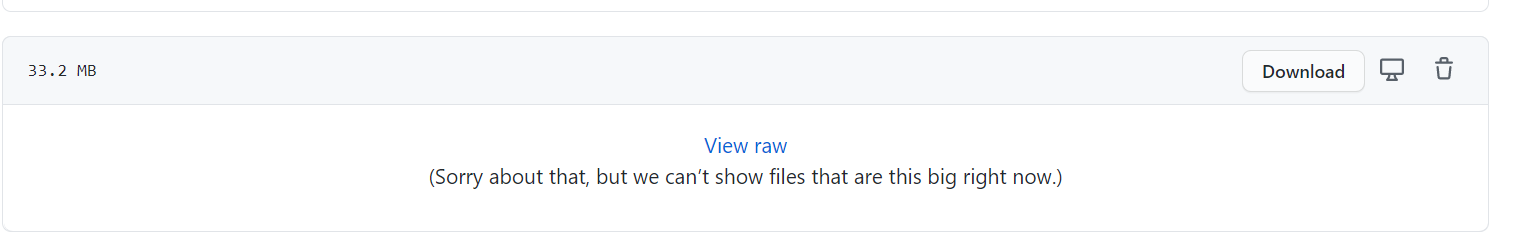 33.2 MB
Download
View raw
(Sorry about that, but we can’t show files that are this big right now.)